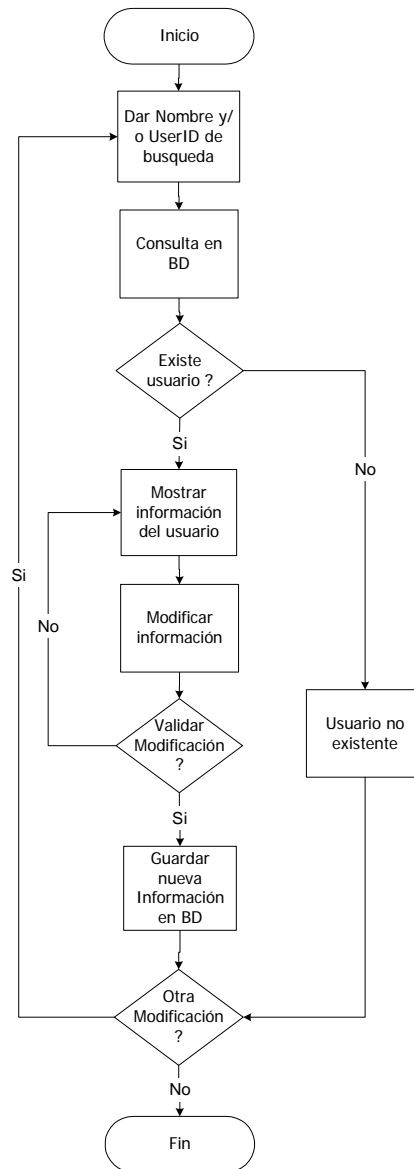 Inicio
Dar Nombre y/
o UserID de
busqueda
Consulta en
BD
Existe
usuario ?
Si
No
Mostrar
información
del usuario
Si
No
Modificar
información
Validar
Modificación
?
Usuario no
existente
Si
Guardar
nueva
Información
en BD
Otra
Modificación
?
No
Fin